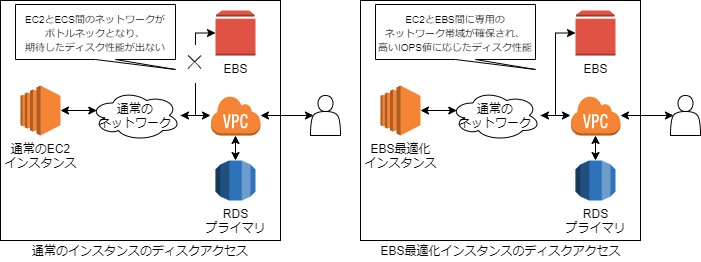 EC2とECS間のネットワークが
ボトルネックとなり、
期待したディスク性能が出ない
EBS
通常の
ネットワーク
VPC
通常のEC2
インスタンス
RDS
プライマリ
通常のインスタンスのディスクアクセス
EC2とEBS間に専用の
ネットワーク帯域が確保され、
高いIOPS値に応じたディスク性能
EBS
通常の
ネットワーク
VPC
EBS最適化
インスタンス
RDS
プライマリ
EBS最適化インスタンスのディスクアクセス